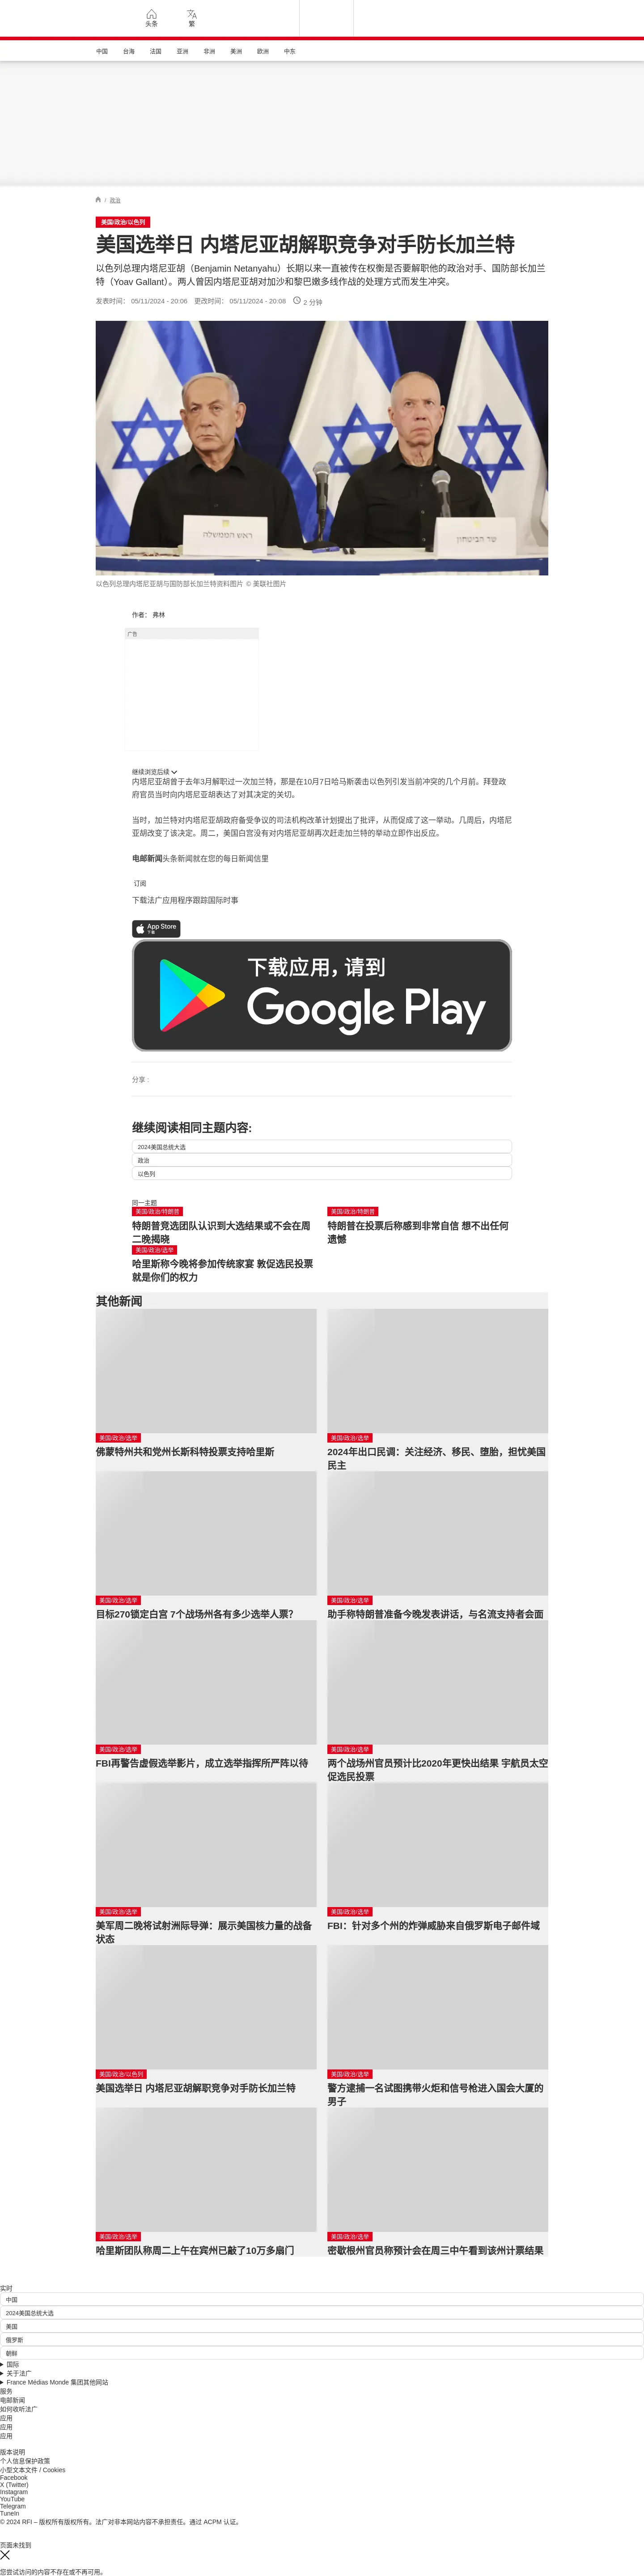 头条
繁
中国 台海 法国 亚洲 非洲 美洲 欧洲 中东
/ 政治
美国/政治/以色列
美国选举日 内塔尼亚胡解职竞争对手防长加兰特
以色列总理内塔尼亚胡（Benjamin Netanyahu）长期以来一直被传在权衡是否要解职他的政治对手、国防部长加兰
特（Yoav Gallant）。两人曾因内塔尼亚胡对加沙和黎巴嫩多线作战的处理方式而发生冲突。
发表时间： 05/11/2024 - 20:06 更改时间： 05/11/2024 - 20:08 2 分钟
ראש הממשלה
שר הביטחון
以色列总理内塔尼亚胡与国防部长加兰特资料图片 © 美联社图片
作者： 弗林
广告
继续浏览后续
内塔尼亚胡曾于去年3月解职过一次加兰特，那是在10月7日哈马斯袭击以色列引发当前冲突的几个月前。拜登政
府官员当时向内塔尼亚胡表达了对其决定的关切。
当时，加兰特对内塔尼亚胡政府备受争议的司法机构改革计划提出了批评，从而促成了这一举动。几周后，内塔尼
亚胡改变了该决定。周二，美国白宫没有对内塔尼亚胡再次赶走加兰特的举动立即作出反应。
电邮新闻头条新闻就在您的每日新闻信里
订阅
下载法广应用程序跟踪国际时事
App Store
下载
下载应用，请到
Google Play
分享 :
继续阅读相同主题内容:
2024美国总统大选
政治
以色列
同一主题
美国/政治/特朗普
特朗普竞选团队认识到大选结果或不会在周
二晚揭晓
美国/政治/特朗普
特朗普在投票后称感到非常自信 想不出任何
遗憾
美国/政治/选举
哈里斯称今晚将参加传统家宴 敦促选民投票
就是你们的权力
其他新闻
美国/政治/选举
佛蒙特州共和党州长斯科特投票支持哈里斯
美国/政治/选举
2024年出口民调：关注经济、移民、堕胎，担忧美国
民主
美国/政治/选举
目标270锁定白宫 7个战场州各有多少选举人票？
美国/政治/选举
助手称特朗普准备今晚发表讲话，与名流支持者会面
美国/政治/选举
FBI再警告虚假选举影片，成立选举指挥所严阵以待
美国/政治/选举
两个战场州官员预计比2020年更快出结果 宇航员太空
促选民投票
美国/政治/选举
美军周二晚将试射洲际导弹：展示美国核力量的战备
状态
美国/政治/选举
FBI：针对多个州的炸弹威胁来自俄罗斯电子邮件域
美国/政治/以色列
美国选举日 内塔尼亚胡解职竞争对手防长加兰特
美国/政治/选举
警方逮捕一名试图携带火炬和信号枪进入国会大厦的
男子
美国/政治/选举
哈里斯团队称周二上午在宾州已敲了10万多扇门
美国/政治/选举
密歇根州官员称预计会在周三中午看到该州计票结果
实时
中国
2024美国总统大选
美国
俄罗斯
朝鲜
国际
关于法广
France Médias Monde 集团其他网站
服务
电邮新闻
如何收听法广
应用
应用
应用
版本说明
个人信息保护政策
小型文本文件 / Cookies
Facebook
X (Twitter)
Instagram
YouTube
Telegram
TuneIn
© 2024 RFI – 版权所有版权所有。法广对非本网站内容不承担责任。通过 ACPM 认证。
页面未找到
您尝试访问的内容不存在或不再可用。